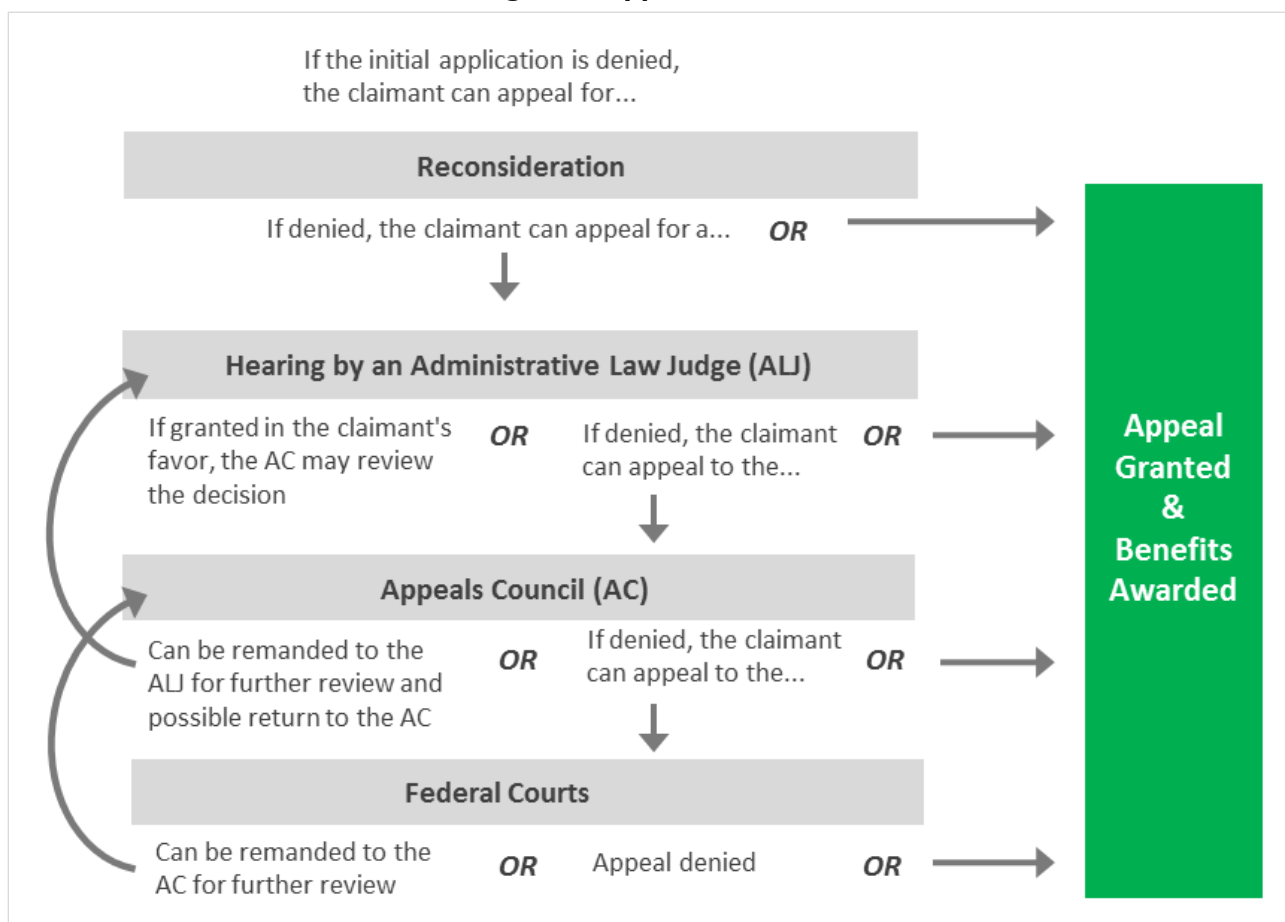 If the initial application is denied,
the claimant can appeal for...
Reconsideration
If denied, the claimant can appeal for a... OR
Hearing by an Administrative Law Judge (ALJ)
If granted in the claimant's
favor, the AC may review
the decision
OR
If denied, the claimant
can appeal to the...
OR
Appeals Council (AC)
Can be remanded to the
ALJ for further review and
possible return to the AC
OR
If denied, the claimant
can appeal to the...
OR
Federal Courts
Can be remanded to the
AC for further review
OR
Appeal denied
OR
Appeal
Granted
&
Benefits
Awarded